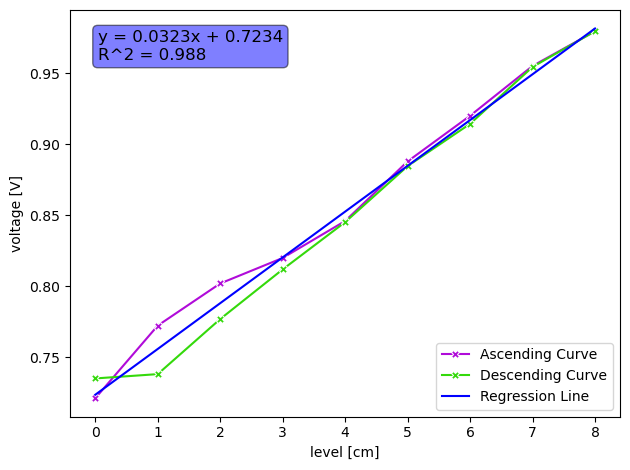 y = 0.0323x + 0.7234
R^2 = 0.988
0.95
0.90
0.85
0.80
0.75
voltage [V]
Ascending Curve
Descending Curve
Regression Line
0 1 2 3 4 5 6 7 8
level [cm]